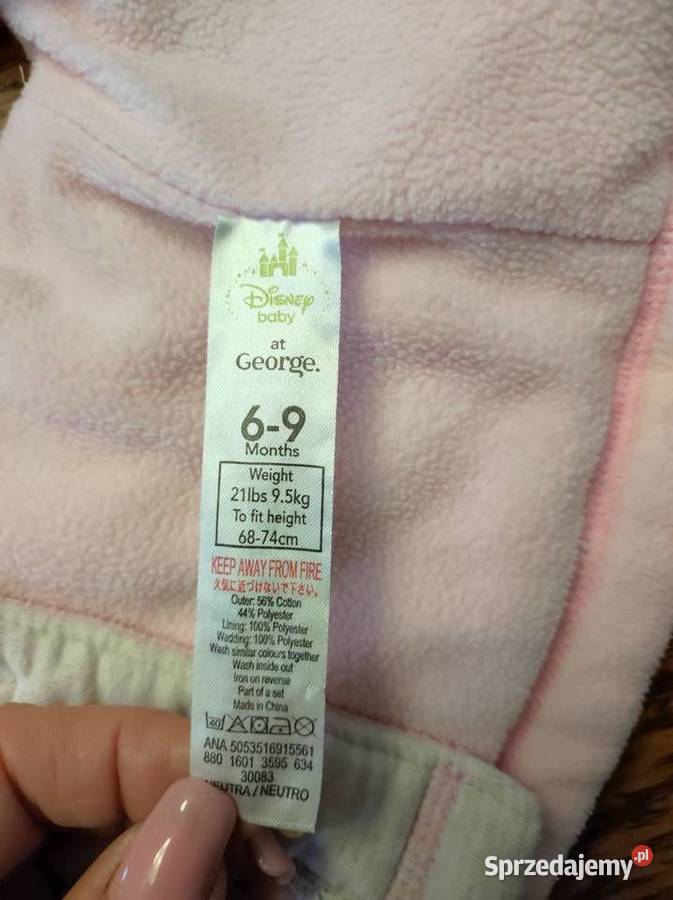 Disney
baby
at
George.
6-9
Months
Weight
21lbs 9.5kg
To fit height
68-74cm
KEEP AWAY FROM FIRE
火気に近づけないで下さい。
Outer: 56% Cotton
44% Polyester
Lining: 100% Polyester
Wadding: 100% Polyester
Wash similar colours together
Wash inside out
Iron on reverse
Part of a set
Made in China
40
ANA 5053516915561
880 1601 3595 634
30083
NEUTRA / NEUTRO
Sprzedajemy.pl